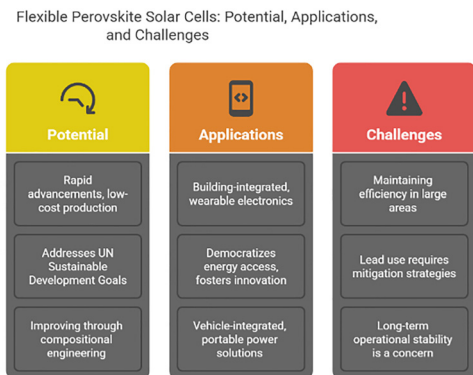 Flexible Perovskite Solar Cells: Potential, Applications,
and Challenges
Potential
Rapid
advancements, low-
cost production
Addresses UN
Sustainable
Development Goals
Improving through
compositional
engineering
Applications
Building-integrated,
wearable electronics
Democratizes
energy access,
fosters innovation
Vehicle-integrated,
portable power
solutions
Challenges
Maintaining
efficiency in large
areas
Lead use requires
mitigation strategies
Long-term
operational stability
is a concern